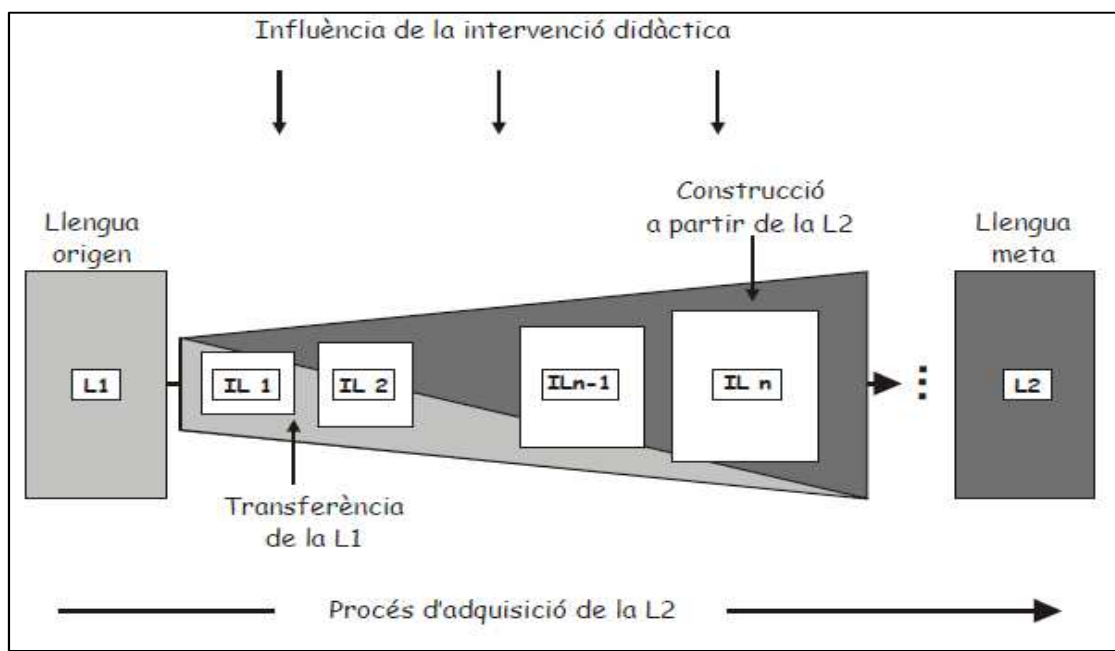 Influència de la intervenció didàctica
Construcció
a partir de la L2
Llengua
origen
Llengua
meta
L1
IL 1
IL 2
ILn-1
IL n
L2
Transferència
de la L1
Procés d'adquisició de la L2